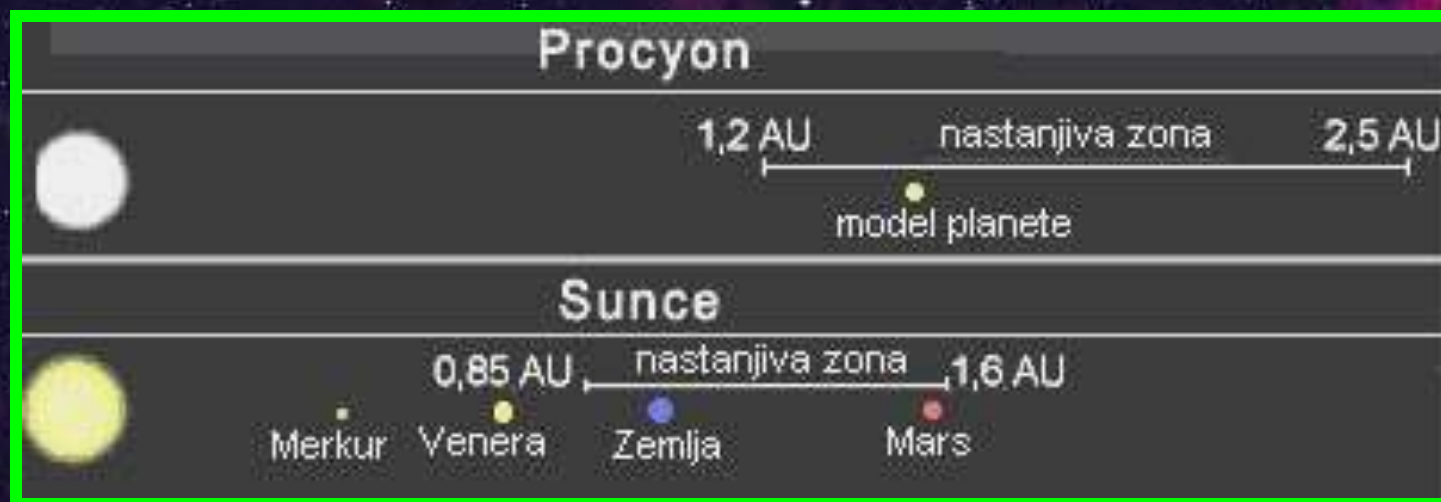 Procyon
1,2 AU nastanjiva zona 2,5 AU
model planete
Sunce
0,85 AU nastanjiva zona 1,6 AU
Merkur Venera Zemlja Mars